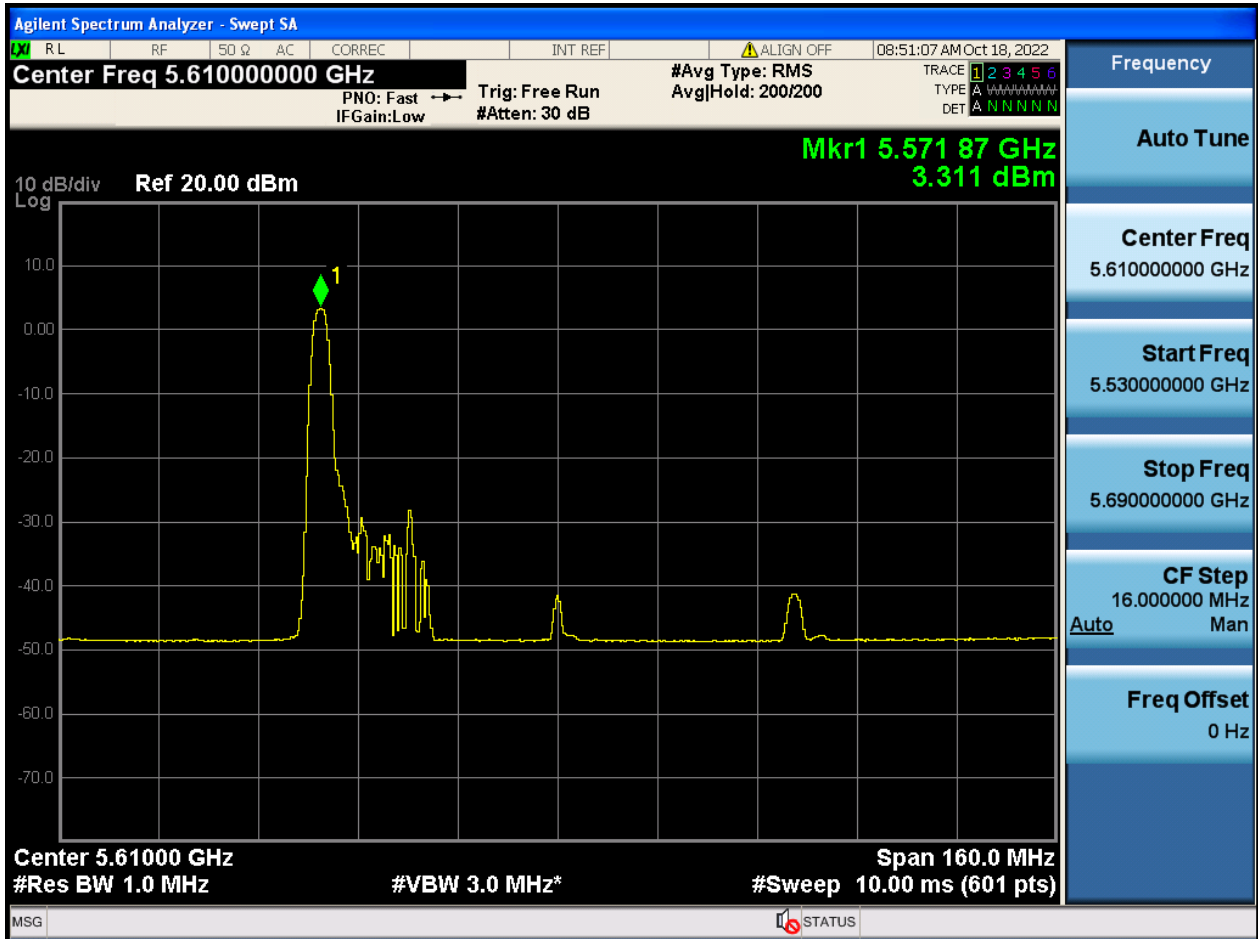 Agilent Spectrum Analyzer - Swept SA
LXI RL RF 50 Ω AC CORREC INT REF ALIGN OFF 08:51:07 AM Oct 18, 2022
Center Freq 5.610000000 GHz
PNO: Fast
IFGain:Low
Trig: Free Run
#Atten: 30 dB
#Avg Type: RMS
Avg|Hold: 200/200
TRACE 1 2 3 4 5 6
TYPE A
DET A N N N N N
Mkr1 5.571 87 GHz
3.311 dBm
10 dB/div Ref 20.00 dBm
Log
1
10.0
0.00
-10.0
-20.0
-30.0
-40.0
-50.0
-60.0
-70.0
Center 5.61000 GHz Span 160.0 MHz
#Res BW 1.0 MHz #VBW 3.0 MHz* #Sweep 10.00 ms (601 pts)
MSG STATUS
Frequency
Auto Tune
Center Freq
5.610000000 GHz
Start Freq
5.530000000 GHz
Stop Freq
5.690000000 GHz
CF Step
16.000000 MHz
Auto Man
Freq Offset
0 Hz